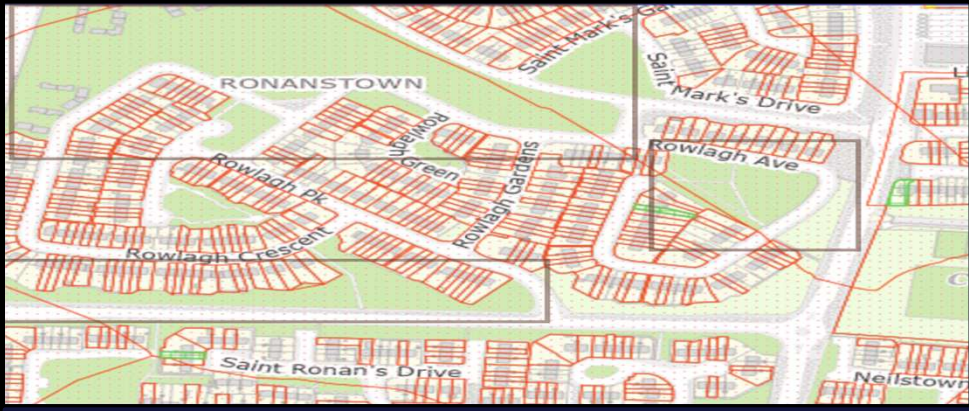 Saint Mark's Ga
RONANSTOWN
Saint Mark's Drive
Rowlagh Green
Rowlagh Ave
Rowlagh Pk
Rowlagh Gardens
Rowlagh Crescent
Saint Ronan's Drive
Neilstown